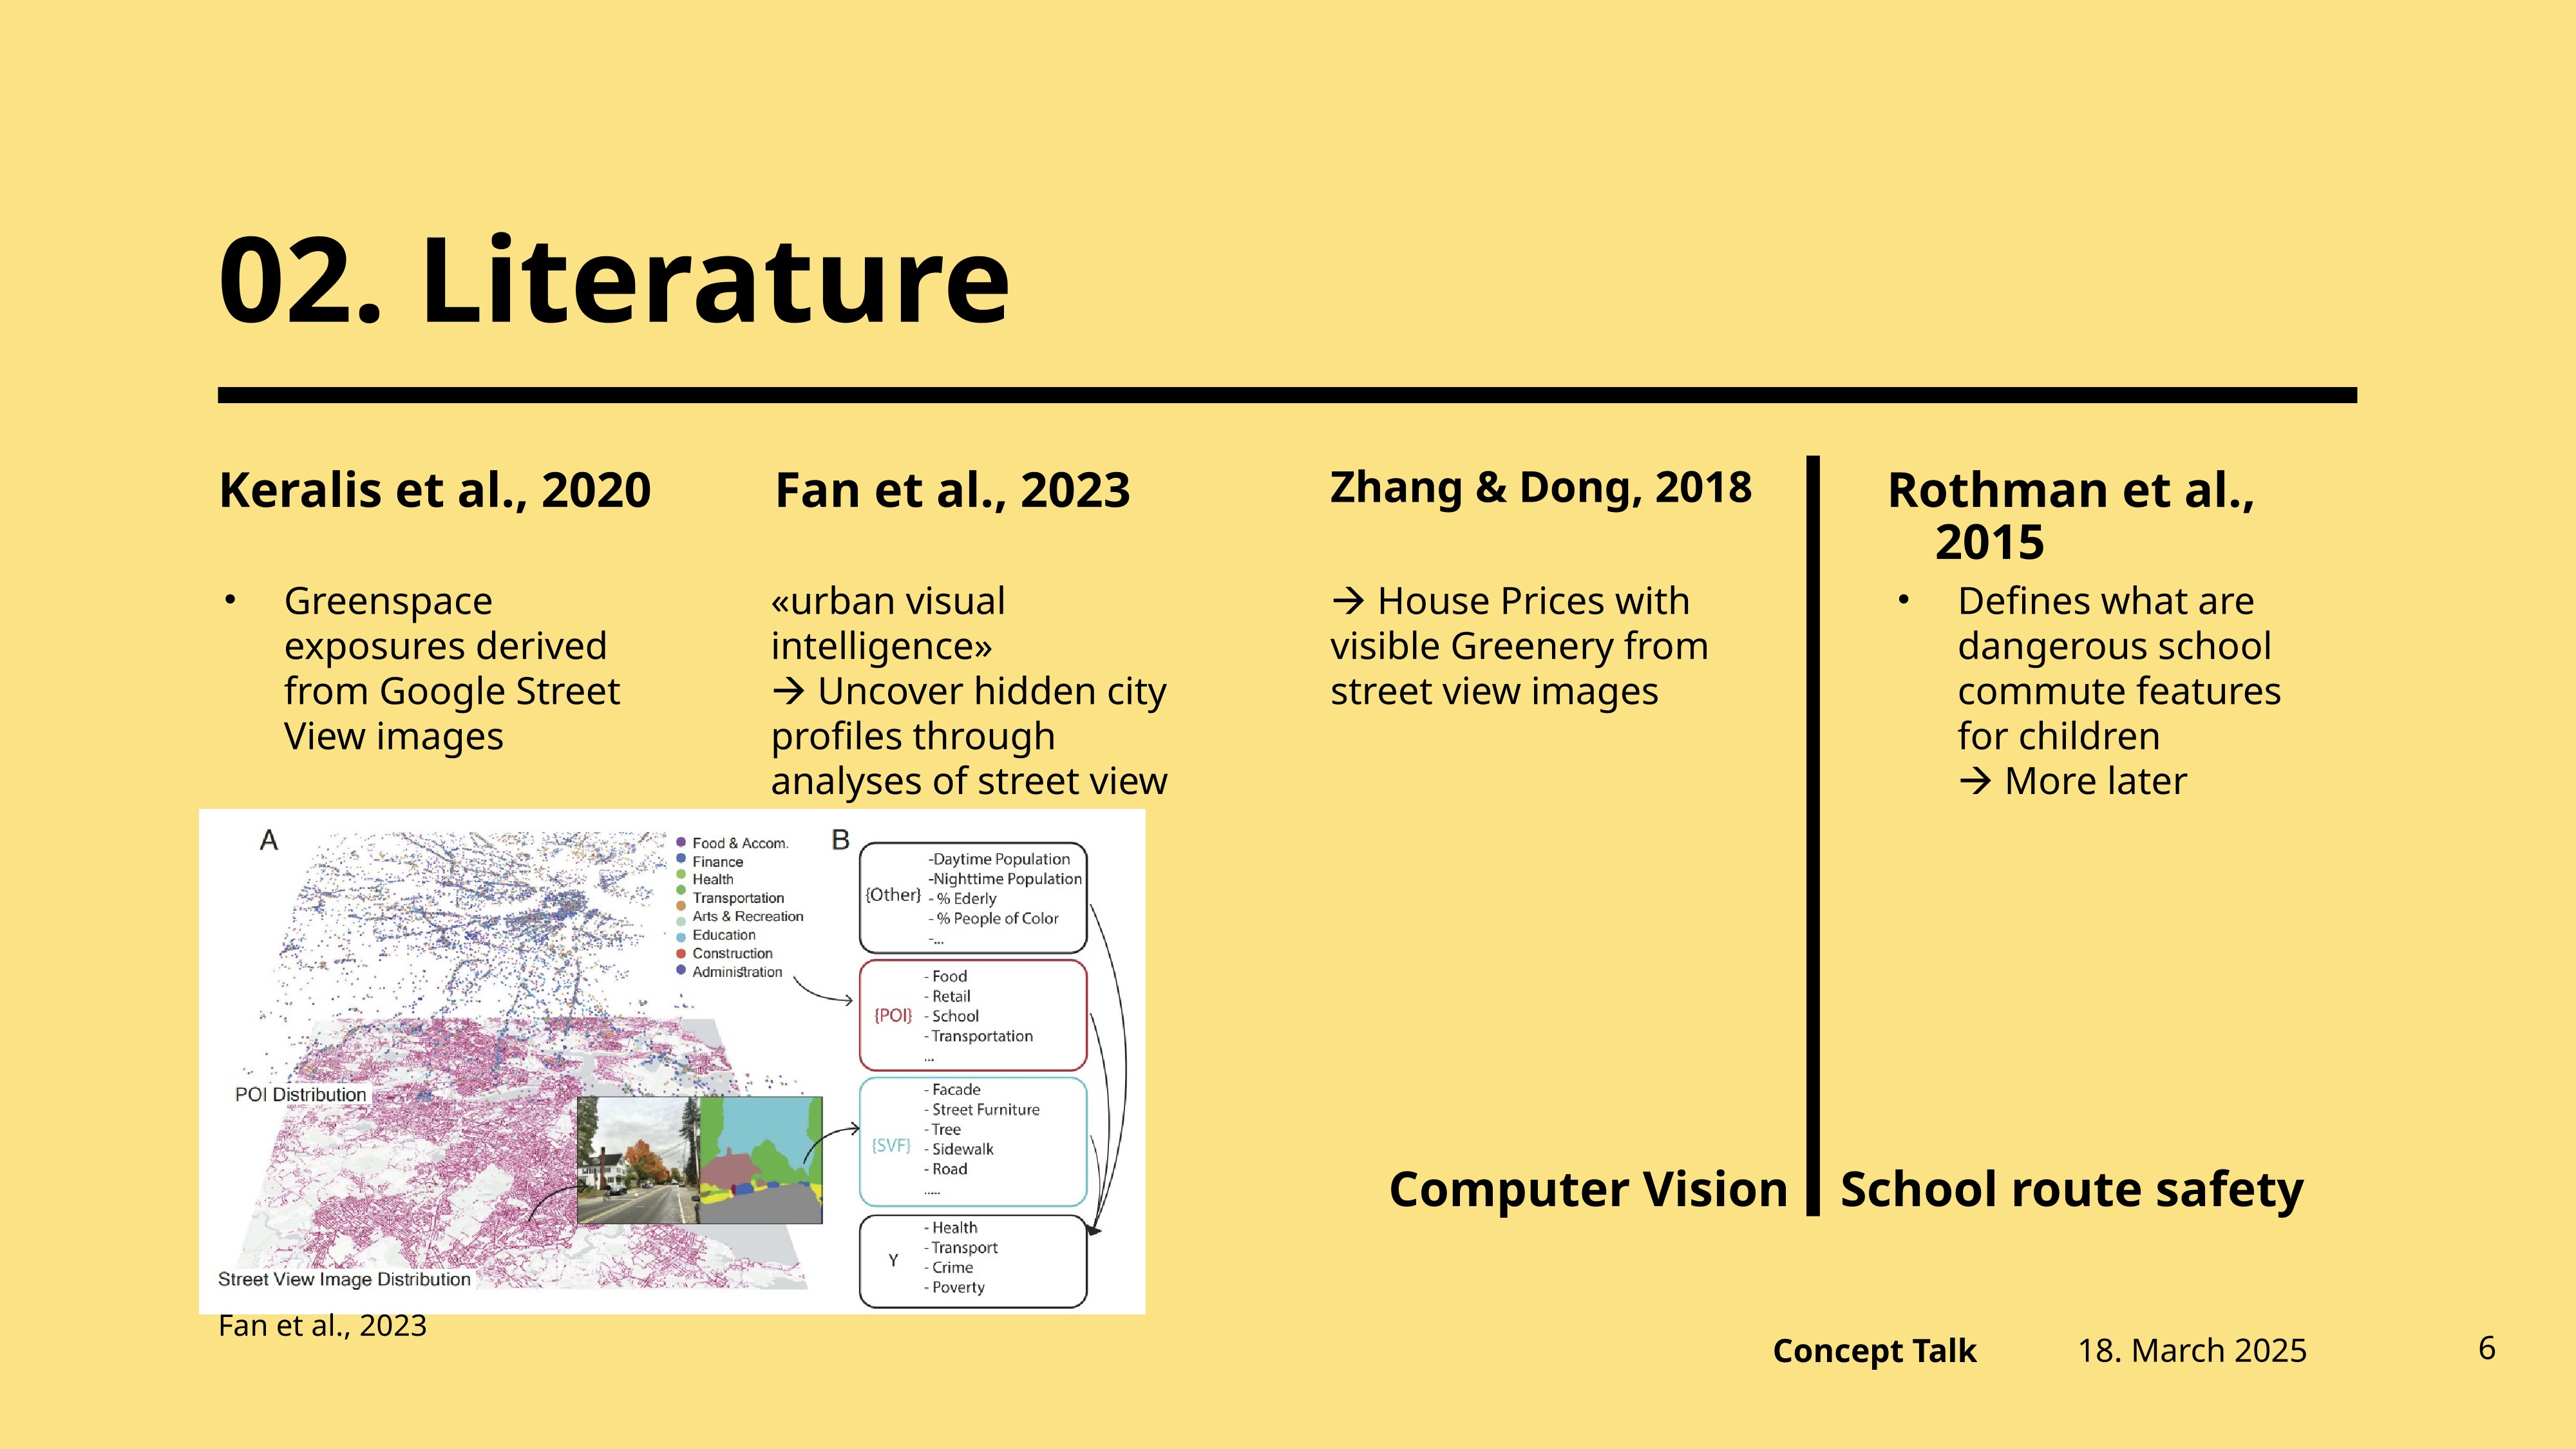 02. Literature
Keralis et al., 2020
Greenspace
exposures derived
from Google Street
View images
Fan et al., 2023
«urban visual
intelligence»
→ Uncover hidden city
profiles through
analyses of street view
Zhang & Dong, 2018
→ House Prices with
visible Greenery from
street view images
Rothman et al.,
2015
Defines what are
dangerous school
commute features
for children
→ More later
A
Food & Accom.
Finance
Health
Transportation
Arts & Recreation
Education
Construction
Administration
POI Distribution
Street View Image Distribution
B
{Other}
-Daytime Population
-Nighttime Population
- % Ederly
- % People of Color
-...
{POI}
- Food
- Retail
- School
- Transportation
...
{SVF}
- Facade
- Street Furniture
- Tree
- Sidewalk
- Road
.....
Y
- Health
- Transport
- Crime
- Poverty
Computer Vision
School route safety
Fan et al., 2023
Concept Talk
18. March 2025
6